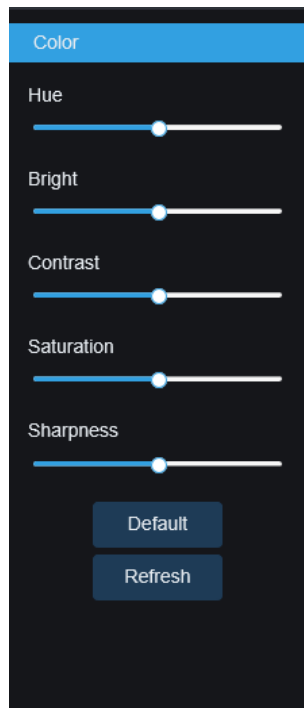 Color
Hue
Bright
Contrast
Saturation
Sharpness
Default
Refresh